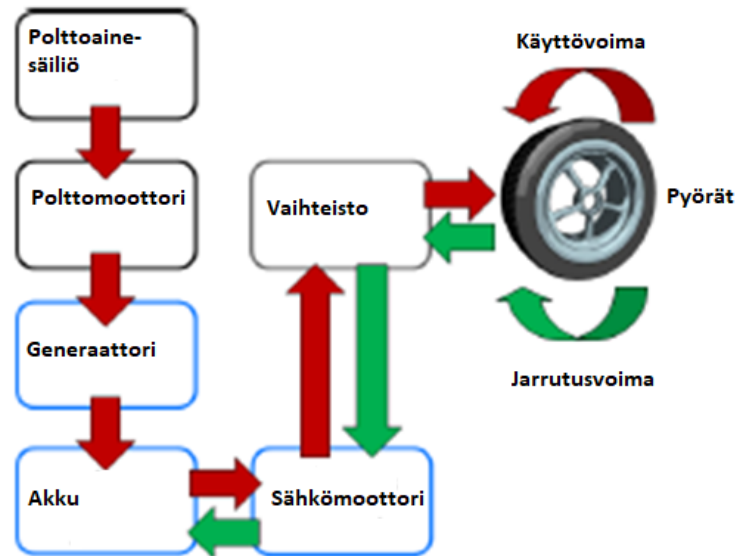 Polttoaine-
säiliö
Käyttövoima
Polttomoottori
Vaihteisto
Pyörät
Generaattori
Jarrutusvoima
Akku
Sähkömoottori